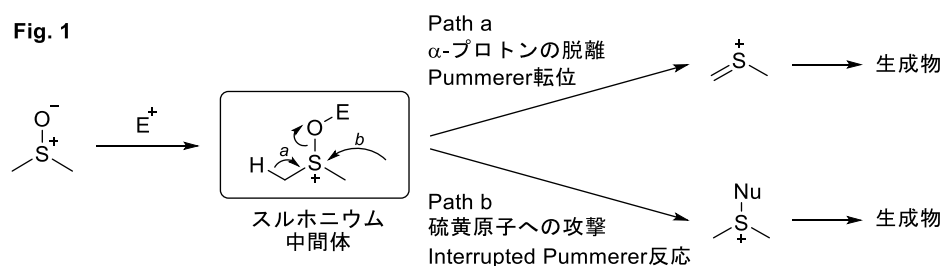 Fig. 1
Path a
α-プロトンの脱離
Pummerer転位
O−
S+
E+
O–E
H
a
b
S
+
スルホニウム
中間体
+
S
生成物
Path b
硫黄原子への攻撃
Interrupted Pummerer反応
Nu
S
+
生成物